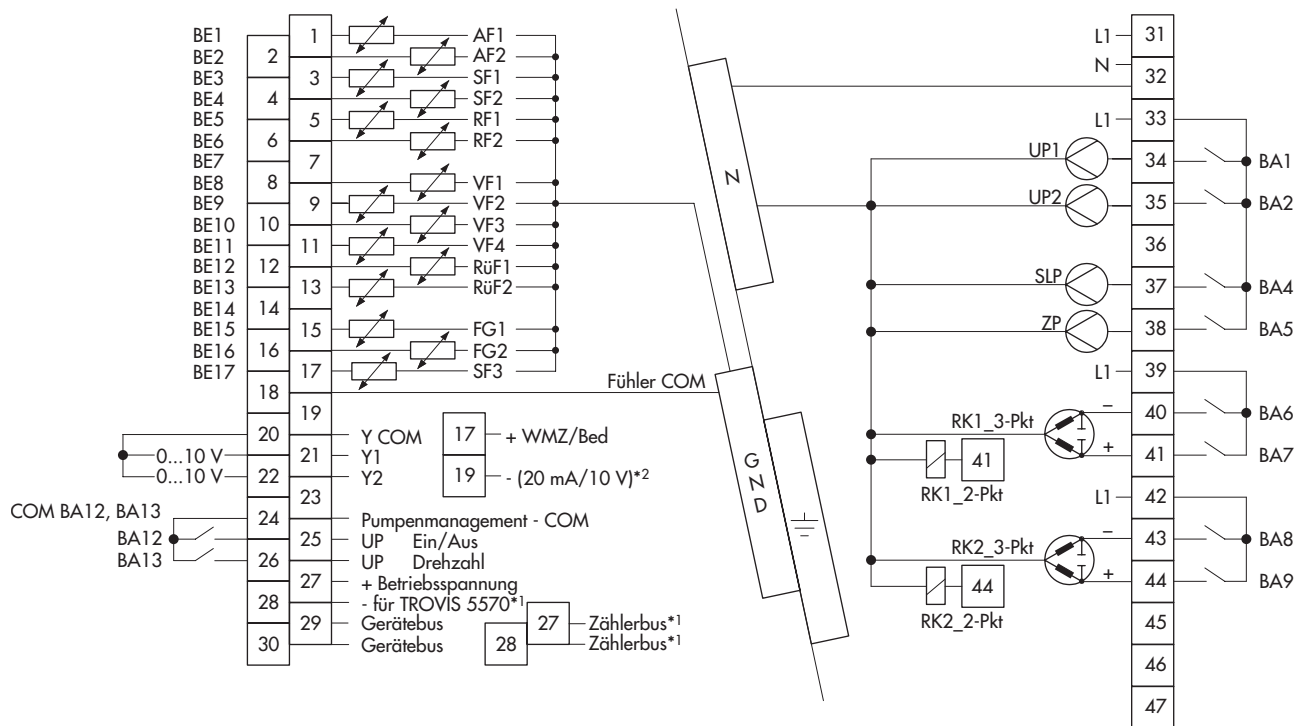 BE1 1 AF1
BE2 2 AF2
BE3 3 SF1
BE4 4 SF2
BE5 5 RF1
BE6 6 RF2
BE7 7
BE8 8 VF1
BE9 9 VF2
BE10 10 VF3
BE11 11 VF4
BE12 12 RüF1
BE13 13 RüF2
BE14 14
BE15 15 FG1
BE16 16 FG2
BE17 17 SF3
18 Fühler COM
19
20 Y COM
0...10 V 21 Y1
0...10 V 22 Y2
17 + WMZ/Bed
19 - (20 mA/10 V)*2
23
COM BA12, BA13
24 Pumpenmanagement - COM
BA12 25 UP Ein/Aus
BA13 26 UP Drehzahl
27 + Betriebsspannung
28 - für TROVIS 5570*1
29 Gerätebus
30 Gerätebus
27 Zählerbus*1
28 Zählerbus*1
N
GND
L1 31
N 32
L1 33
UP1 34 BA1
UP2 35 BA2
36
SLP 37 BA4
ZP 38 BA5
L1 39
RK1_3-Pkt - 40 BA6
+ 41 BA7
41
RK1_2-Pkt
L1 42
RK2_3-Pkt - 43 BA8
+ 44 BA9
44
RK2_2-Pkt
45
46
47